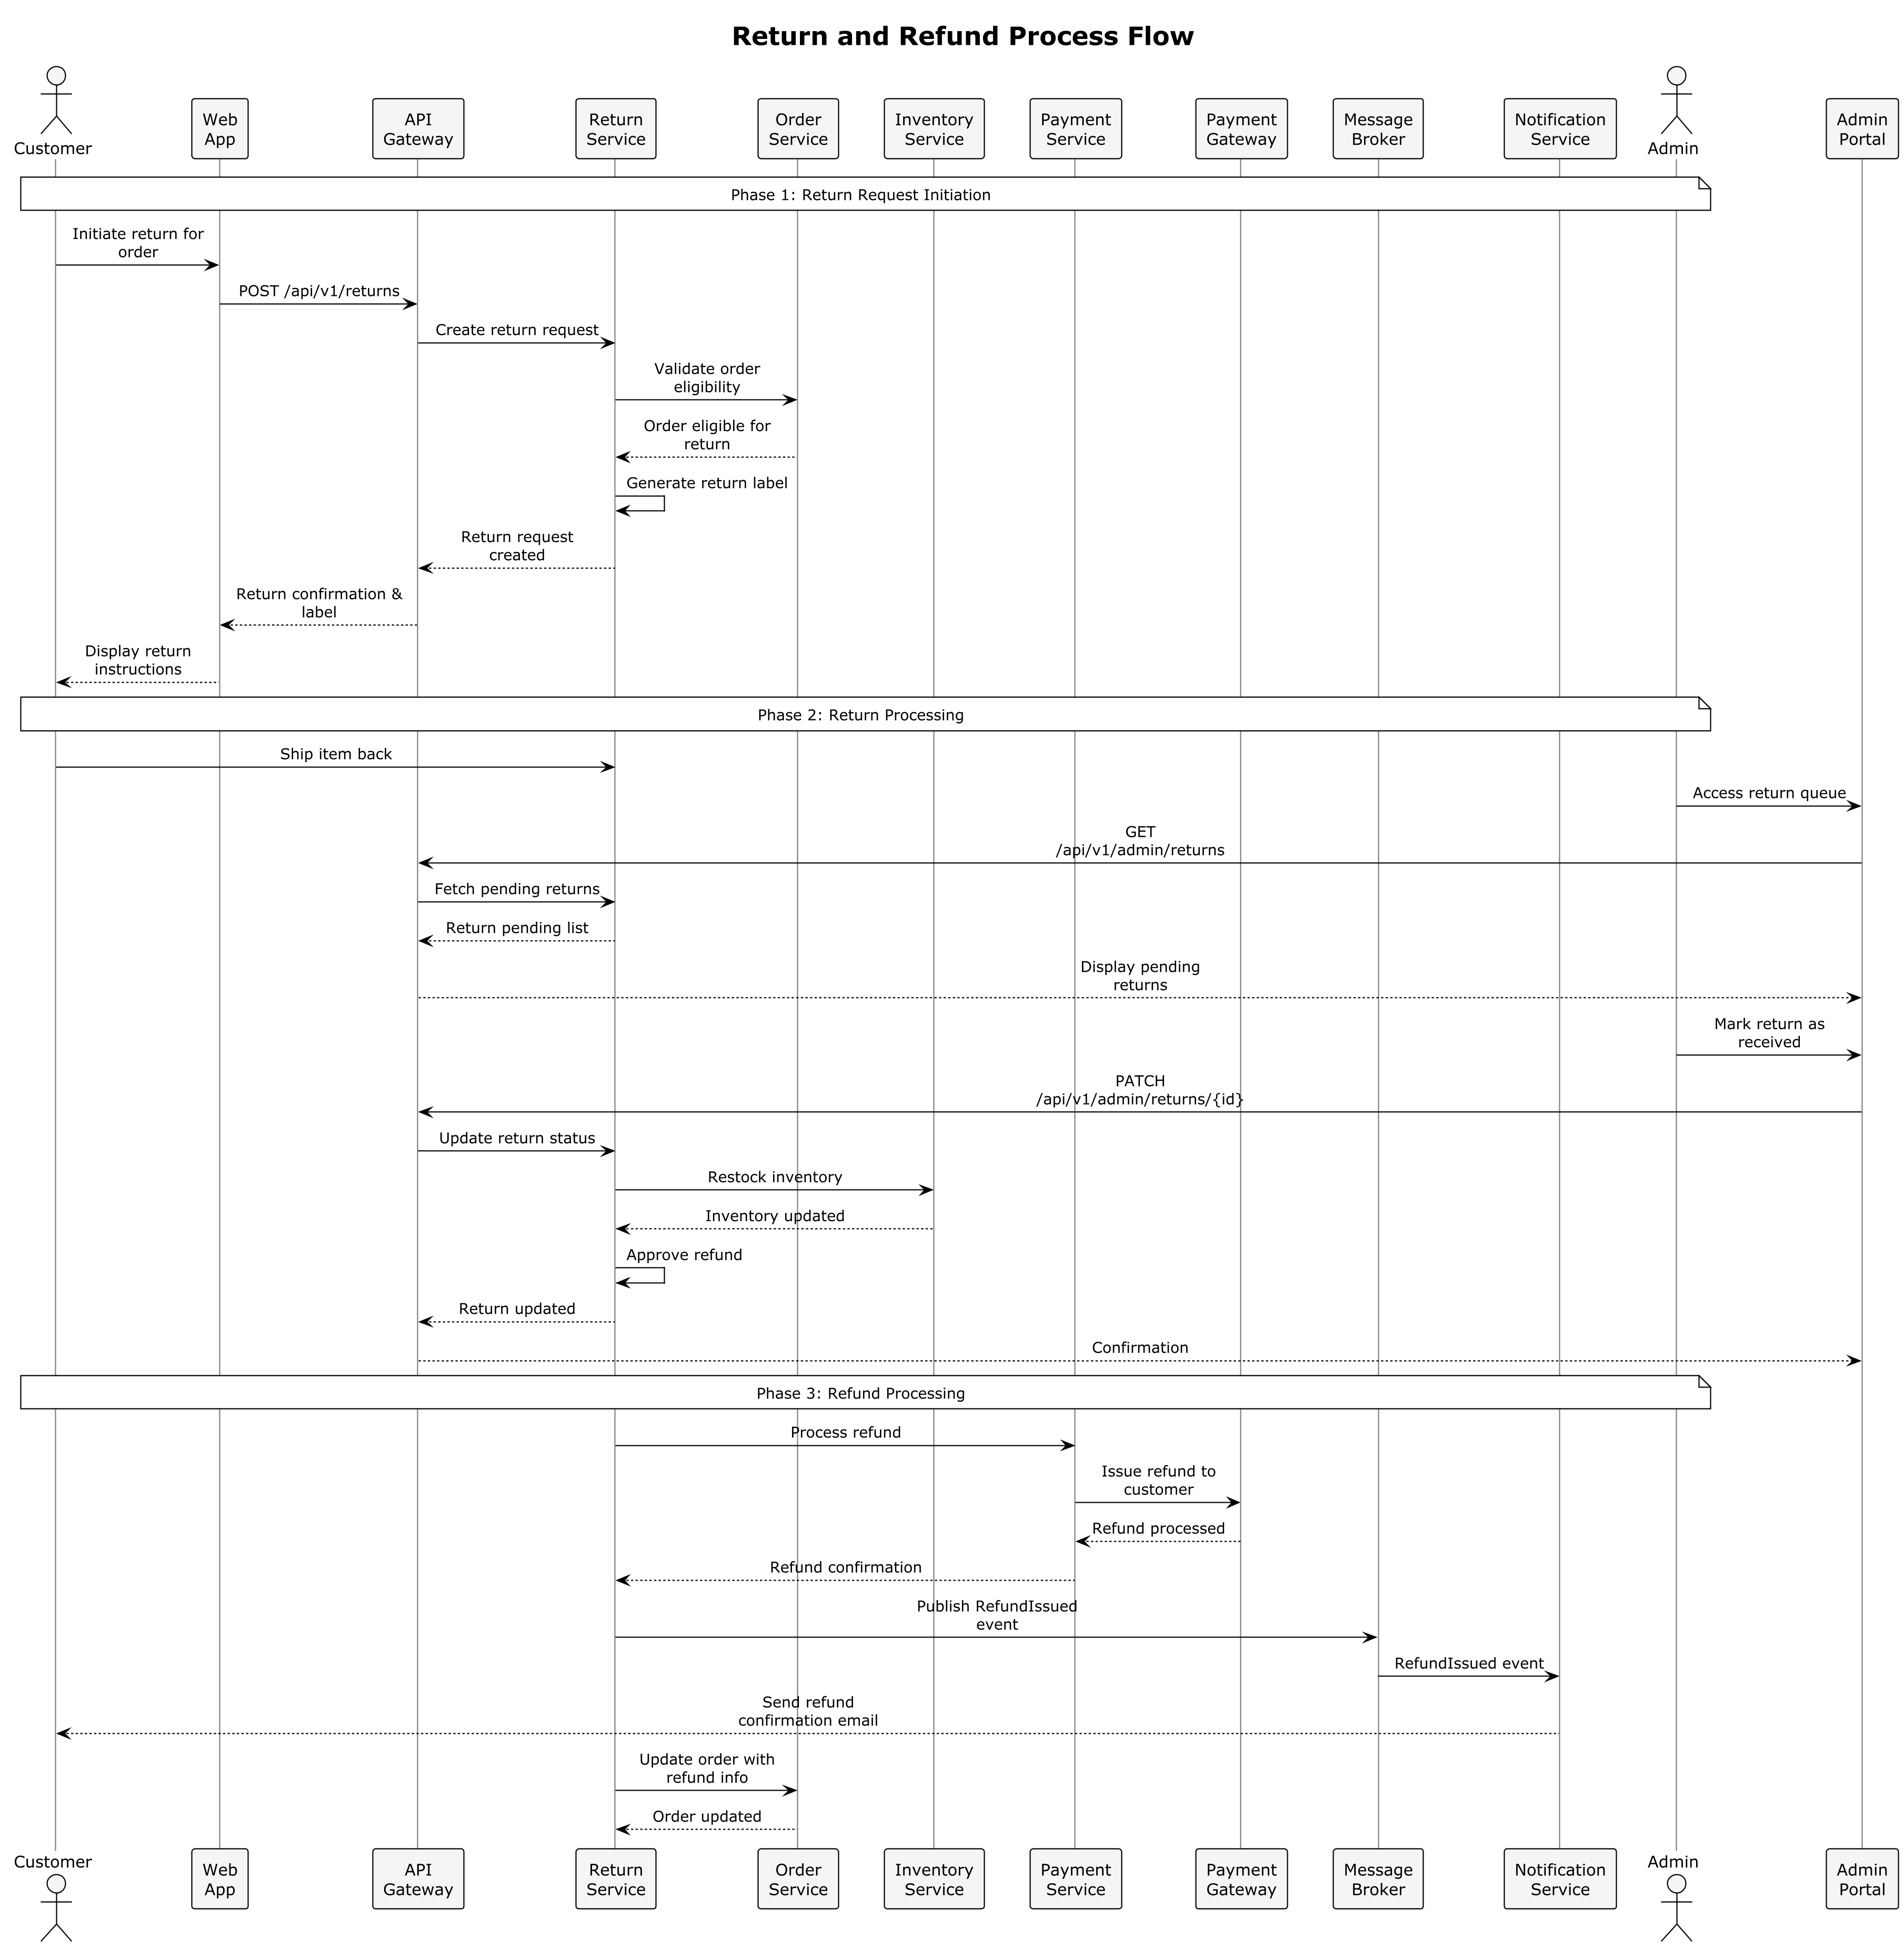 Return and Refund Process Flow
Customer
Web
App
API
Gateway
Return
Service
Order
Service
Inventory
Service
Payment
Service
Payment
Gateway
Message
Broker
Notification
Service
Admin
Admin
Portal
Phase 1: Return Request Initiation
Initiate return for
order
POST /api/v1/returns
Create return request
Validate order
eligibility
Order eligible for
return
Generate return label
Return request
created
Return confirmation &
label
Display return
instructions
Phase 2: Return Processing
Ship item back
Access return queue
GET
/api/v1/admin/returns
Fetch pending returns
Return pending list
Display pending
returns
Mark return as
received
PATCH
/api/v1/admin/returns/{id}
Update return status
Restock inventory
Inventory updated
Approve refund
Return updated
Confirmation
Phase 3: Refund Processing
Process refund
Issue refund to
customer
Refund processed
Refund confirmation
Publish RefundIssued
event
RefundIssued event
Send refund
confirmation email
Update order with
refund info
Order updated
Customer
Web
App
API
Gateway
Return
Service
Order
Service
Inventory
Service
Payment
Service
Payment
Gateway
Message
Broker
Notification
Service
Admin
Admin
Portal